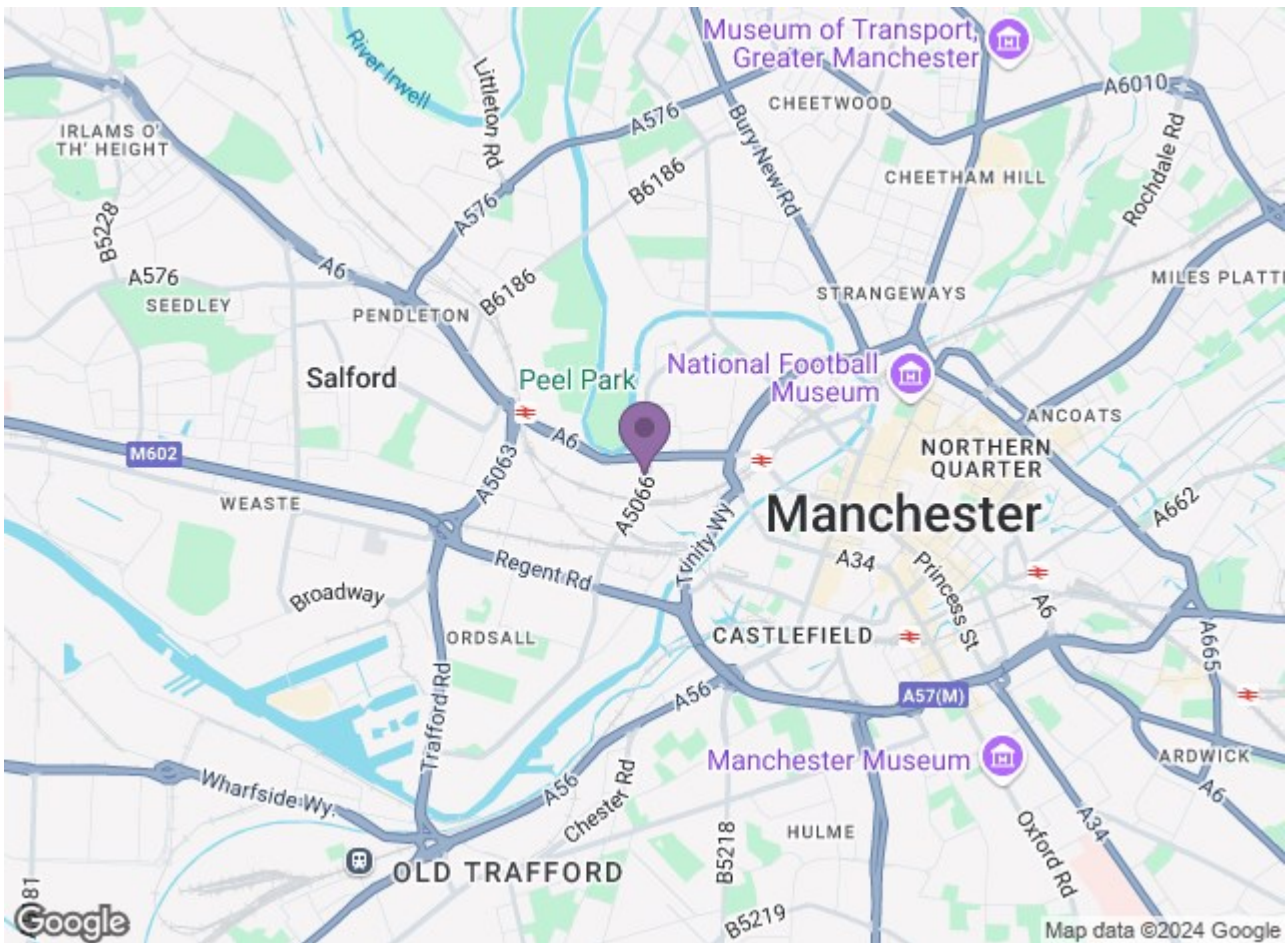 Museum of Transport,
Greater Manchester
CHEETWOOD
A6010
River Irwell
Littleton Rd
A576
IRLAMS O'
TH' HEIGHT
Bury New Rd
Rochdale Rd
B6186
CHEETHAM HILL
B5228
A576
A6
A576
SEEDLEY
PENDLETON
B6186
STRANGEWAYS
MILES PLATTI
Salford
Peel Park
National Football
Museum
ANCOATS
A6
NORTHERN
QUARTER
M602
A5063
WEASTE
A5066
Manchester
A662
Trinity Wy
A34
Princess St
Regent Rd
A6
Broadway
ORDSALL
CASTLEFIELD
A665
Trafford Rd
A56
A57(M)
Manchester Museum
ARDWICK
Wharfside Wy.
A56
Chester Rd
A6
HULME
A34
Oxford Rd
B5218
OLD TRAFFORD
B5219
Google
Map data ©2024 Google